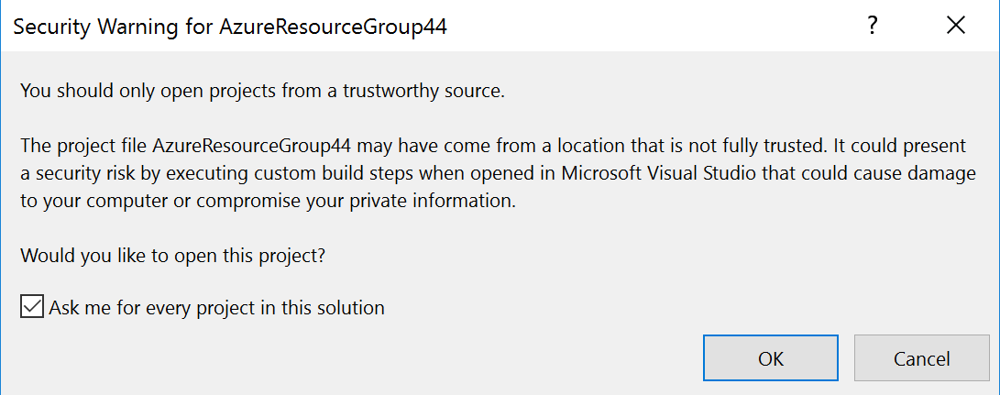 Security Warning for AzureResourceGroup44
?
You should only open projects from a trustworthy source.
The project file AzureResourceGroup44 may have come from a location that is not fully trusted. It could present
a security risk by executing custom build steps when opened in Microsoft Visual Studio that could cause damage
to your computer or compromise your private information.
Would you like to open this project?
Ask me for every project in this solution
OK
Cancel